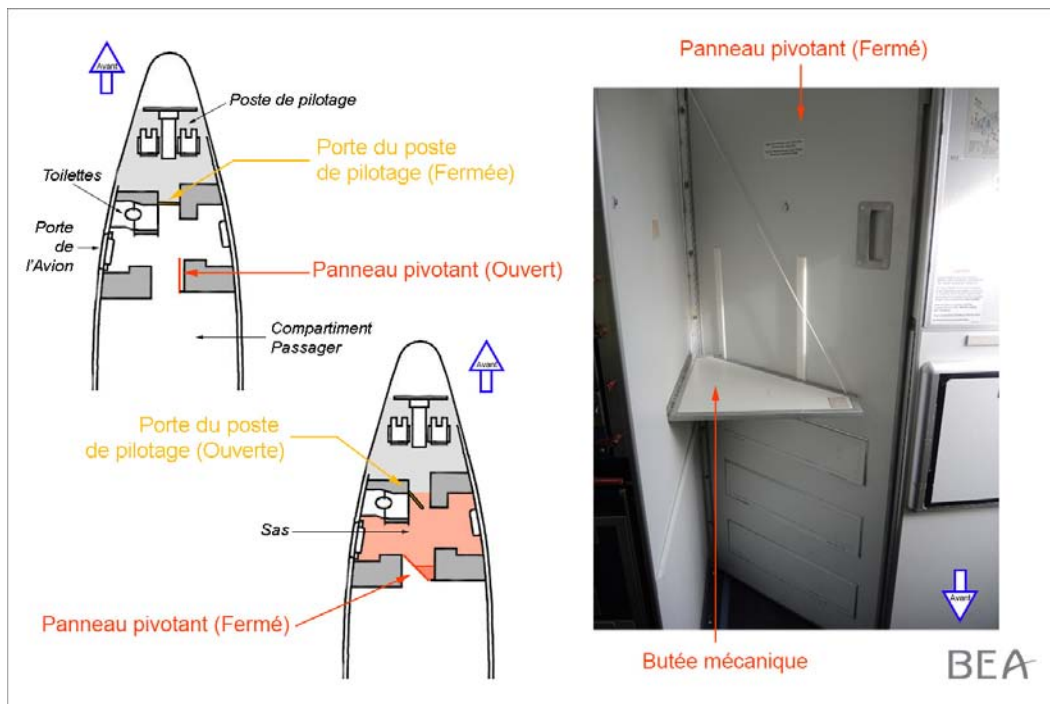 Avant
Poste de pilotage
Porte du poste
de pilotage (Fermée)
Toilettes
Porte
de
l'Avion
Panneau pivotant (Ouvert)
Compartiment
Passager
Avant
Porte du poste
de pilotage (Ouverte)
Sas
Panneau pivotant (Fermé)
Panneau pivotant (Fermé)
Avant
Butée mécanique
BEA